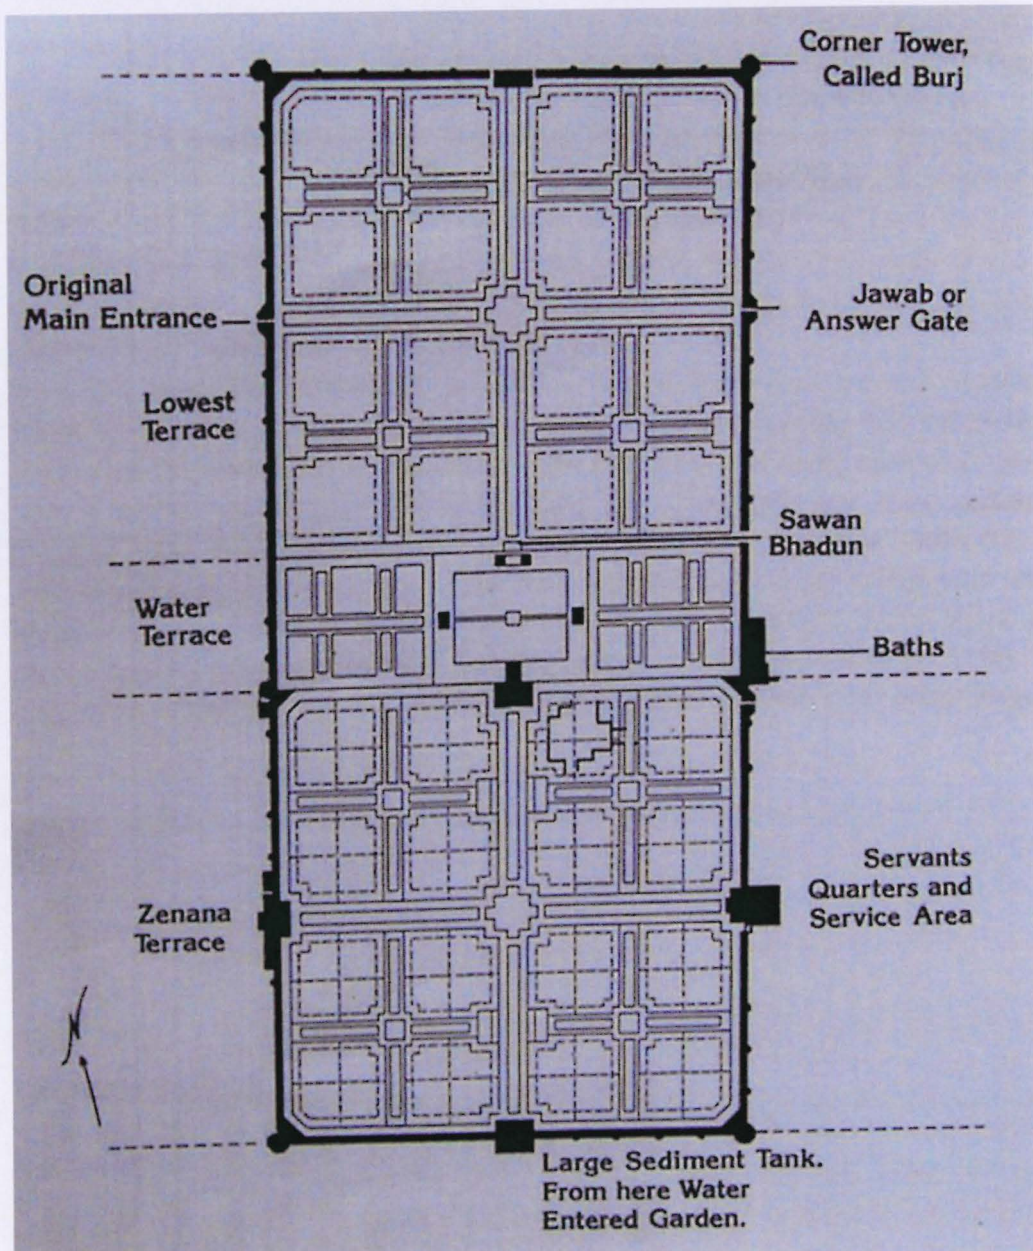 Corner Tower,
Called Burj
Original
Main Entrance
Jawab or
Answer Gate
Lowest
Terrace
Sawan
Bhadun
Water
Terrace
Baths
Servants
Quarters and
Service Area
Zenana
Terrace
N
Large Sediment Tank.
From here Water
Entered Garden.